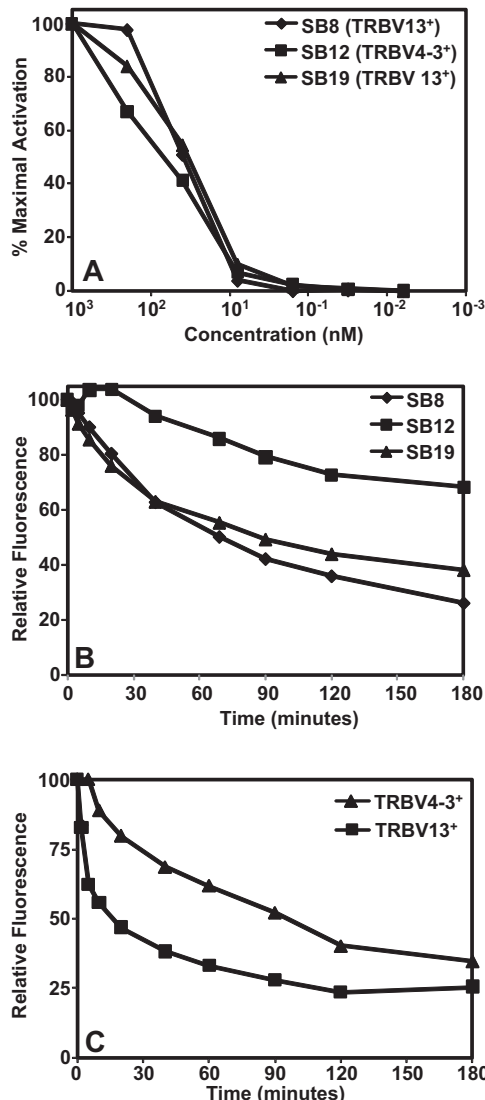 100
80
60
40
20
0
% Maximal Activation
SB8 (TRBV13⁺)
SB12 (TRBV4-3⁺)
SB19 (TRBV 13⁺)
A
10³ 10² 10¹ 10⁻¹ 10⁻² 10⁻³
Concentration (nM)
100
80
60
40
20
0
Relative Fluorescence
SB8
SB12
SB19
B
0 30 60 90 120 150 180
Time (minutes)
100
75
50
25
0
Relative Fluorescence
TRBV4-3⁺
TRBV13⁺
C
0 30 60 90 120 150 180
Time (minutes)